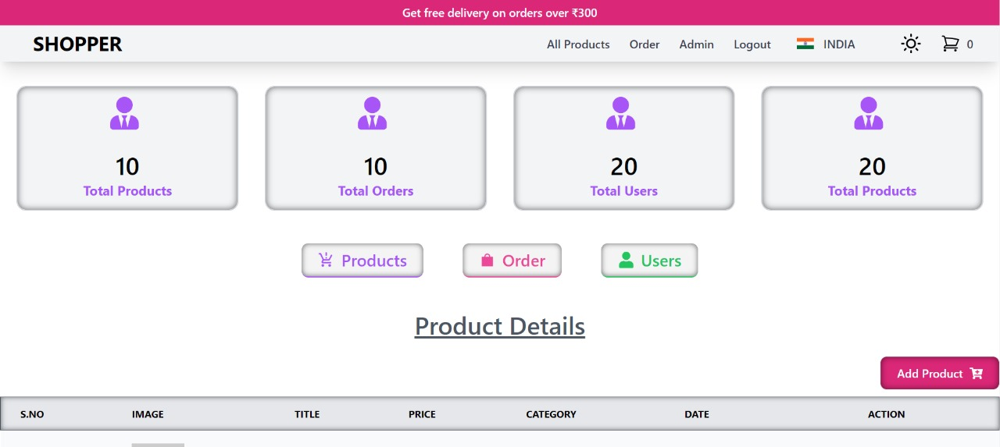 Get free delivery on orders over ₹300
SHOPPER All Products Order Admin Logout INDIA 0
10 10 20 20
Total Products Total Orders Total Users Total Products
Products Order Users
Product Details
Add Product
S.NO IMAGE TITLE PRICE CATEGORY DATE ACTION